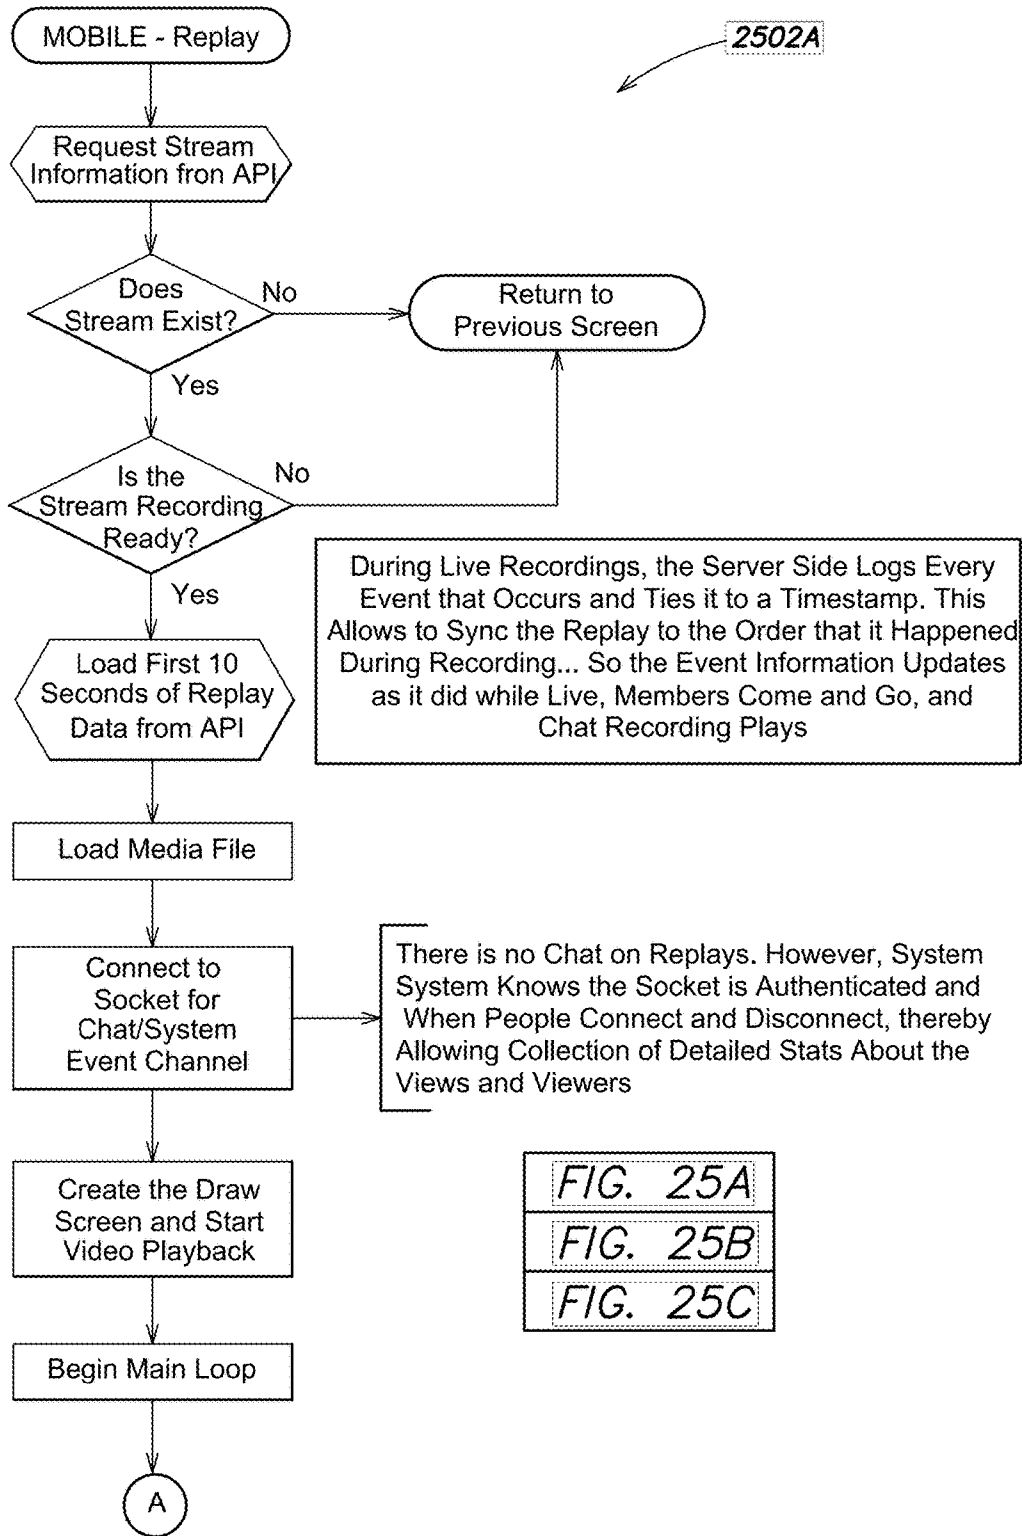 MOBILE - Replay
2502A
Request Stream
Information fron API
Does
Stream Exist?
No
Return to
Previous Screen
Yes
Is the
Stream Recording
Ready?
No
Yes
During Live Recordings, the Server Side Logs Every
Event that Occurs and Ties it to a Timestamp. This
Allows to Sync the Replay to the Order that it Happened
During Recording... So the Event Information Updates
as it did while Live, Members Come and Go, and
Chat Recording Plays
Load First 10
Seconds of Replay
Data from API
Load Media File
Connect to
Socket for
Chat/System
Event Channel
There is no Chat on Replays. However, System
System Knows the Socket is Authenticated and
When People Connect and Disconnect, thereby
Allowing Collection of Detailed Stats About the
Views and Viewers
Create the Draw
Screen and Start
Video Playback
FIG. 25A
FIG. 25B
FIG. 25C
Begin Main Loop
A